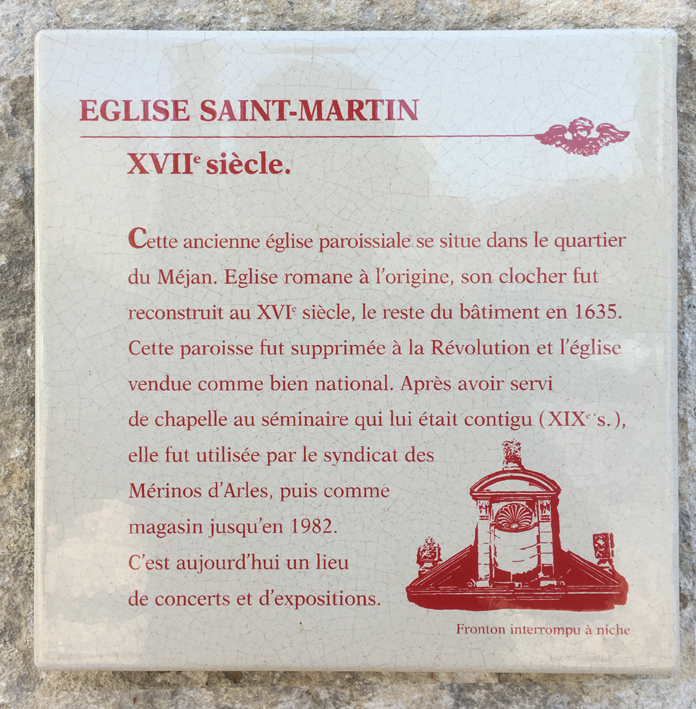 EGLISE SAINT-MARTIN
XVIIe siècle.
Cette ancienne église paroissiale se situe dans le quartier
du Méjan. Eglise romane à l'origine, son clocher fut
reconstruit au XVIe siècle, le reste du bâtiment en 1635.
Cette paroisse fut supprimée à la Révolution et l'église
vendue comme bien national. Après avoir servi
de chapelle au séminaire qui lui était contigu (XIXe s.),
elle fut utilisée par le syndicat des
Mérinos d'Arles, puis comme
magasin jusqu'en 1982.
C'est aujourd'hui un lieu
de concerts et d'expositions.
Fronton interrompu à niche